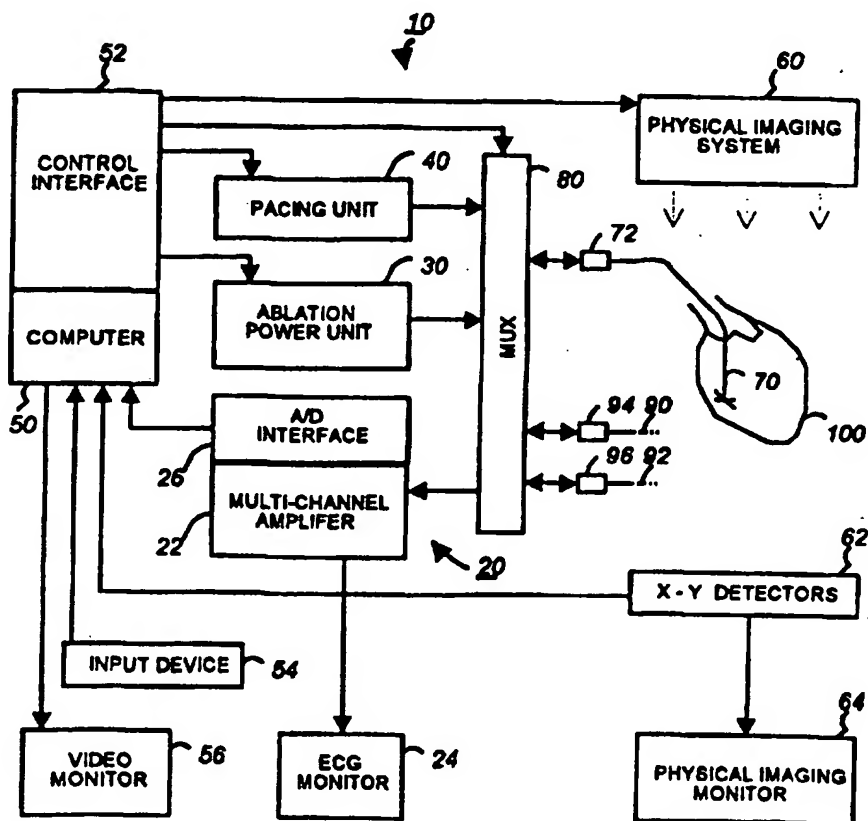 10
52
60
CONTROL
INTERFACE
PHYSICAL IMAGING
SYSTEM
40
80
PACING UNIT
72
30
ABLATION
POWER UNIT
MUX
COMPUTER
70
50
A/D
INTERFACE
94
90
100
26
96
92
MULTI-CHANNEL
AMPLIFER
22
20
62
X-Y DETECTORS
INPUT DEVICE
54
64
VIDEO
MONITOR
56
ECG
MONITOR
24
PHYSICAL IMAGING
MONITOR